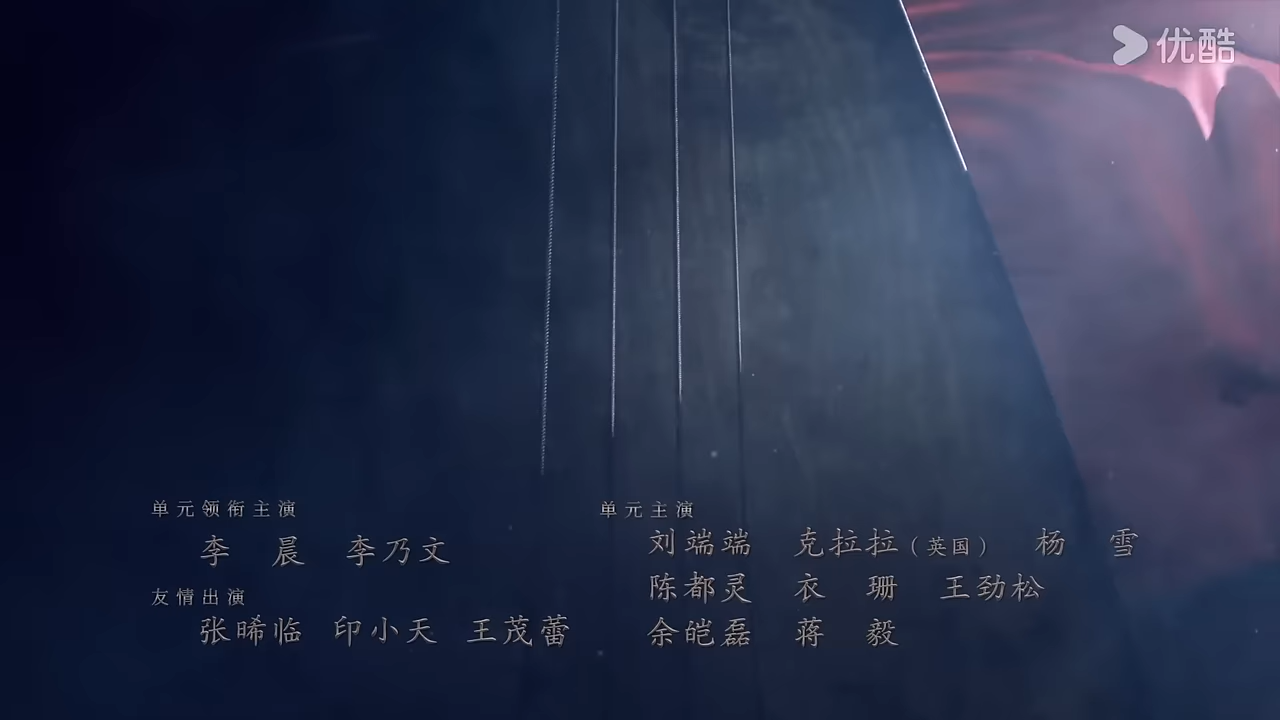 优酷
单元领衔主演
李 晨 李乃文
友情出演
张晞临 印小天 王茂蕾
单元主演
刘端端 克拉拉(英国) 杨 雪
陈都灵 衣 珊 王劲松
余皑磊 蒋 毅